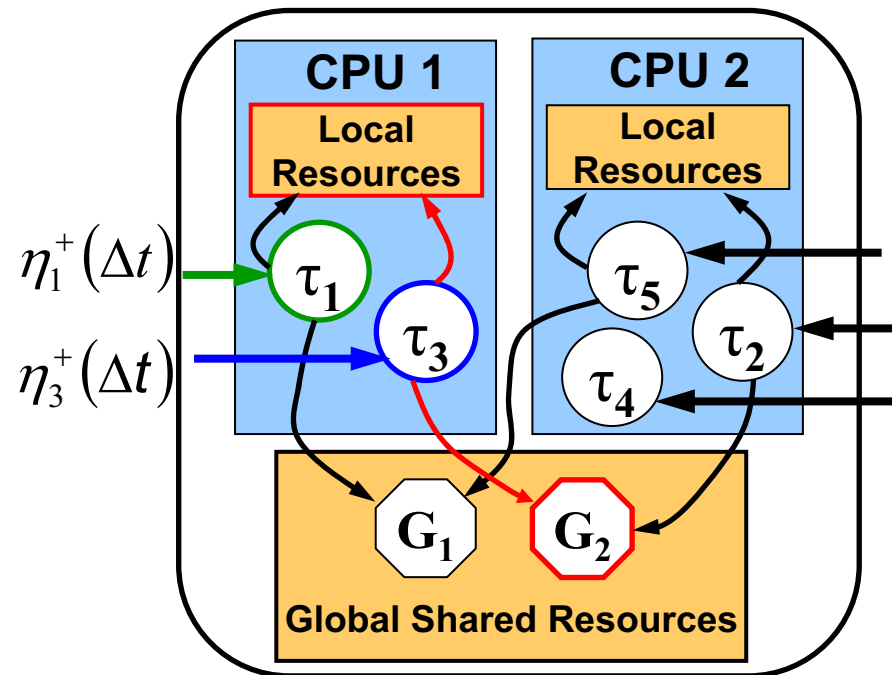 CPU 1
Local
Resources
CPU 2
Local
Resources
η₁⁺(Δt)
η₃⁺(Δt)
τ₁
τ₃
τ₅
τ₄
τ₂
G₁
G₂
Global Shared Resources